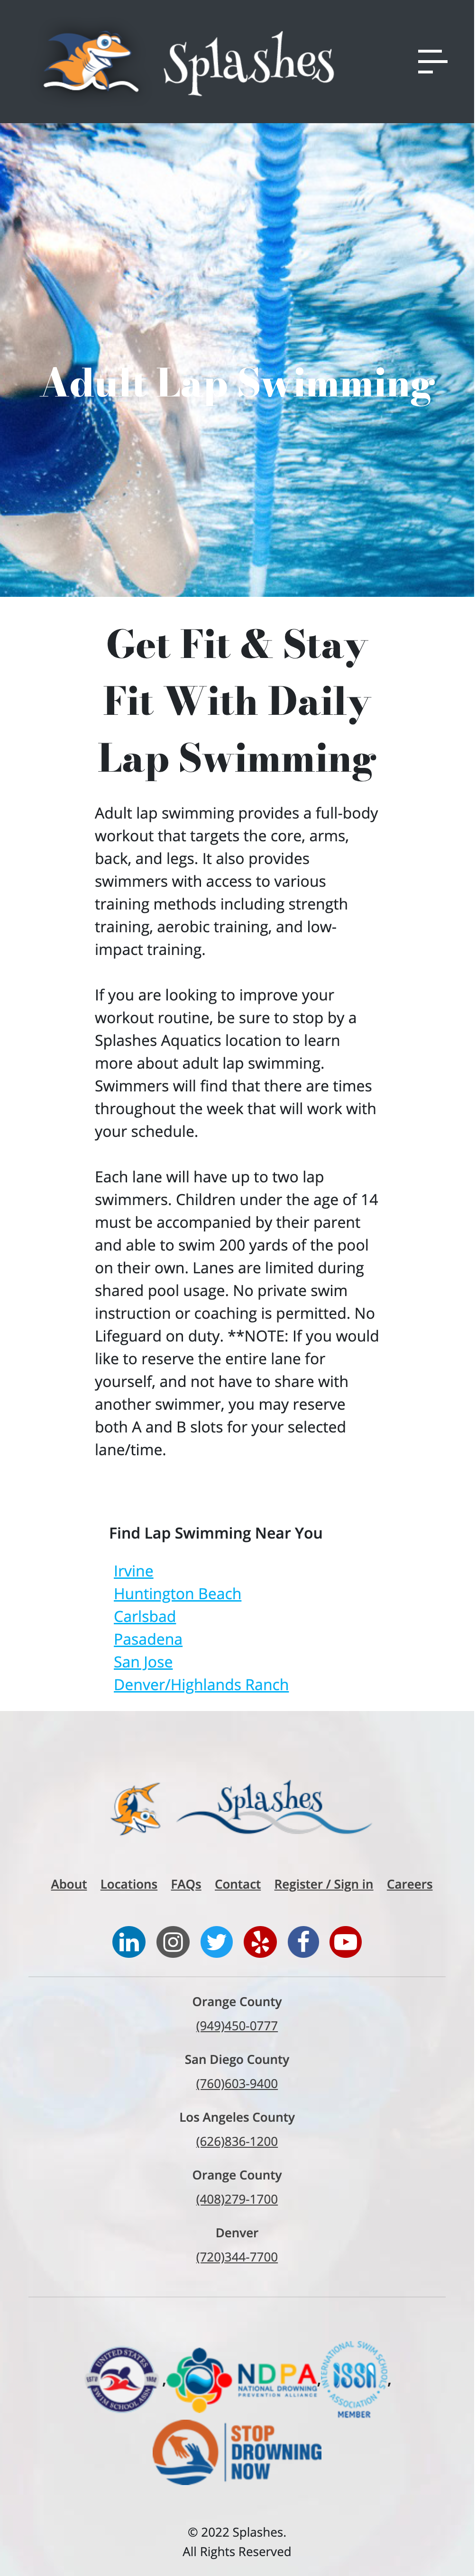 Splashes
Adult Lap Swimming
Get Fit & Stay
Fit With Daily
Lap Swimming
Adult lap swimming provides a full-body
workout that targets the core, arms,
back, and legs. It also provides
swimmers with access to various
training methods including strength
training, aerobic training, and low-
impact training.
If you are looking to improve your
workout routine, be sure to stop by a
Splashes Aquatics location to learn
more about adult lap swimming.
Swimmers will find that there are times
throughout the week that will work with
your schedule.
Each lane will have up to two lap
swimmers. Children under the age of 14
must be accompanied by their parent
and able to swim 200 yards of the pool
on their own. Lanes are limited during
shared pool usage. No private swim
instruction or coaching is permitted. No
Lifeguard on duty. **NOTE: If you would
like to reserve the entire lane for
yourself, and not have to share with
another swimmer, you may reserve
both A and B slots for your selected
lane/time.
Find Lap Swimming Near You
Irvine
Huntington Beach
Carlsbad
Pasadena
San Jose
Denver/Highlands Ranch
Splashes
About Locations FAQs Contact Register / Sign in Careers
Orange County
(949)450-0777
San Diego County
(760)603-9400
Los Angeles County
(626)836-1200
Orange County
(408)279-1700
Denver
(720)344-7700
UNITED STATES
SWIM SCHOOL ASSN.
,
NDPA
NATIONAL DROWNING
PREVENTION ALLIANCE
,
INTERNATIONAL SWIM SCHOOLS
ISSA
ASSOCIATION
MEMBER
,
STOP
DROWNING
NOW
© 2022 Splashes.
All Rights Reserved